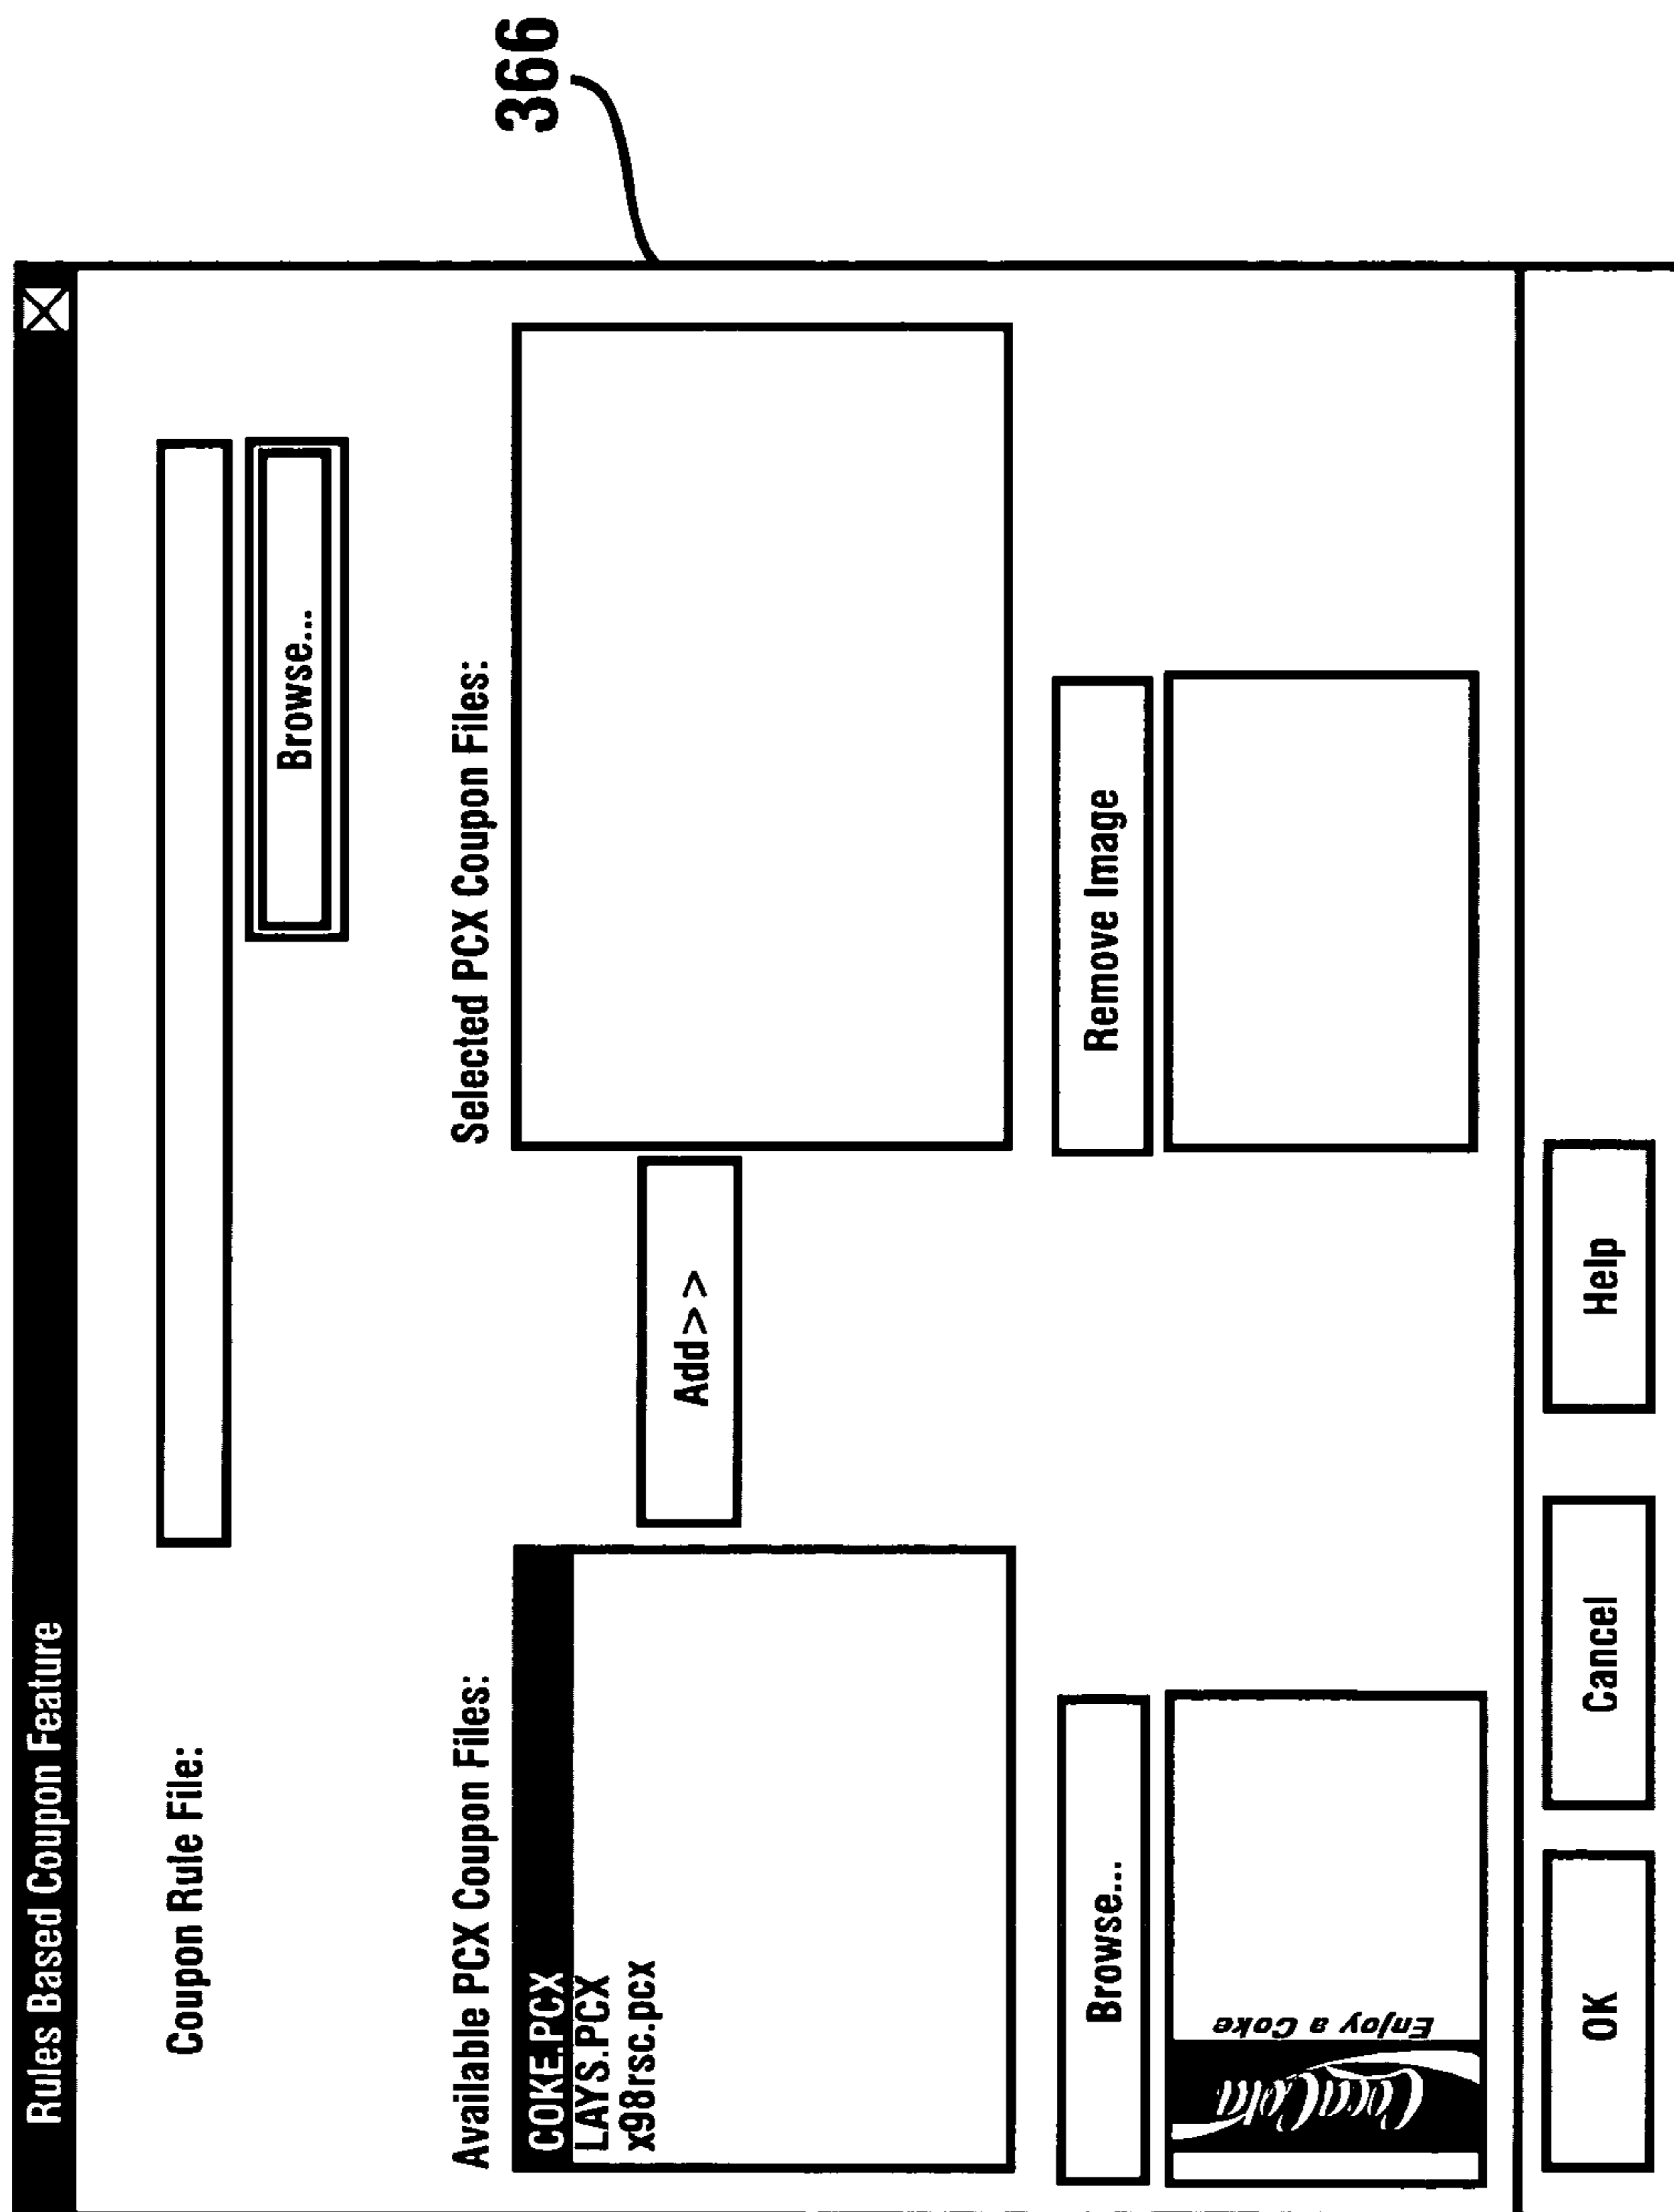 366
Rules Based Coupon Feature
Coupon Rule File:
Browse...
Available PCX Coupon Files:
Selected PCX Coupon Files:
COKE.PCX
LAYS.PCX
x98rsc.pcx
Add>>
Browse...
Remove Image
Coca-Cola
Enjoy a Coke
OK
Cancel
Help